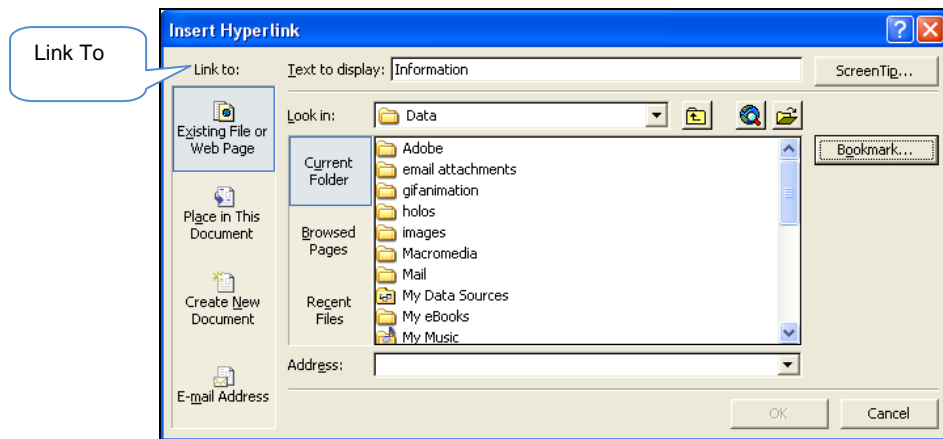 Insert Hyperlink
Link To
Link to:
Text to display: Information
ScreenTip...
Existing File or
Web Page
Place in This
Document
Create New
Document
E-mail Address
Look in:
Data
Current
Folder
Browsed
Pages
Recent
Files
Adobe
email attachments
gifanimation
holos
images
Macromedia
Mail
My Data Sources
My eBooks
My Music
Bookmark...
Address:
OK
Cancel